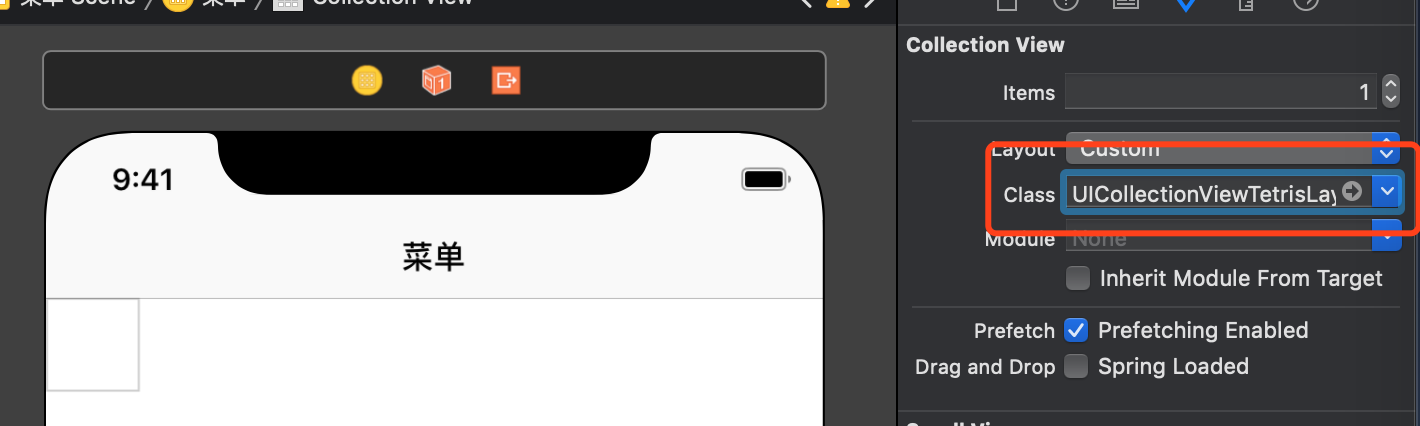 菜单 Scene
菜单
Collection View
9:41
菜单
Collection View
Items
1
Layout
Custom
Class
UICollectionViewTetrisLay
Module
None
Inherit Module From Target
Prefetch
Prefetching Enabled
Drag and Drop
Spring Loaded